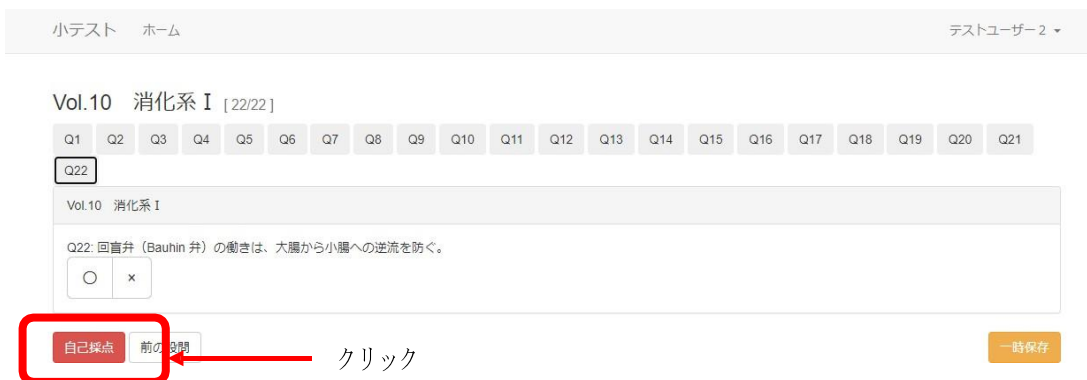 小テスト ホーム テストユーザー2
Vol.10 消化系 I [ 22/22 ]
Q1 Q2 Q3 Q4 Q5 Q6 Q7 Q8 Q9 Q10 Q11 Q12 Q13 Q14 Q15 Q16 Q17 Q18 Q19 Q20 Q21
Q22
Vol.10 消化系 I
Q22: 回盲弁（Bauhin 弁）の働きは、大腸から小腸への逆流を防ぐ。
〇 ×
自己採点 前の設問 クリック 一時保存